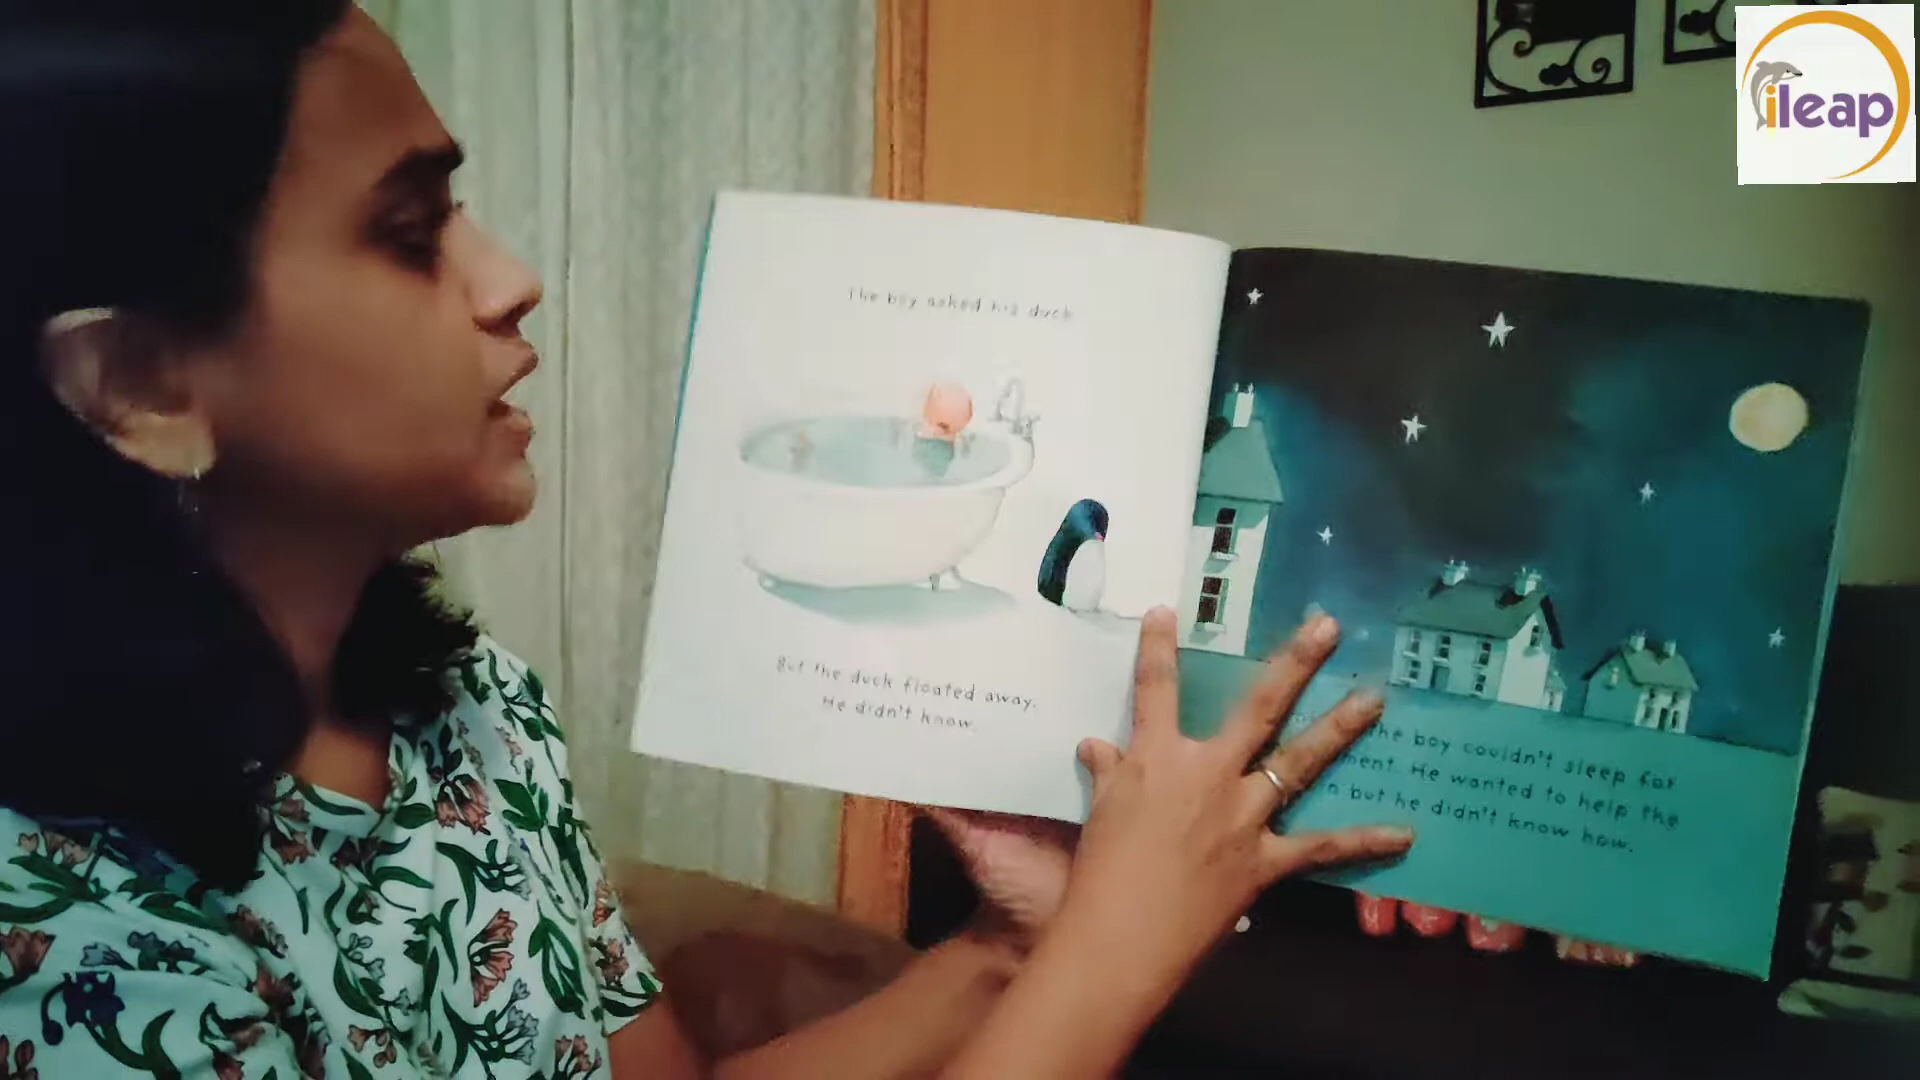 ileap
The boy asked his duck
But the duck floated away.
He didn't know.
the boy couldn't sleep for
ment. He wanted to help the
n but he didn't know how.